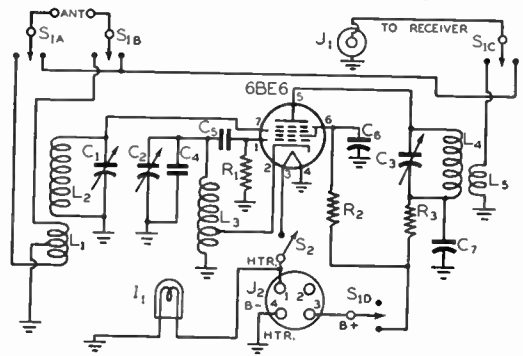 ANT
S1A
S1B
TO RECEIVER
J1
S1C
6BE6
5
7
6
1
2
3
4
C5
C1
C2
C4
R1
L2
L3
L1
C6
C3
L4
L5
R2
R3
C7
S2
HTR.
I1
J2
1
2
B-
4
3
HTR.
S1D
B+